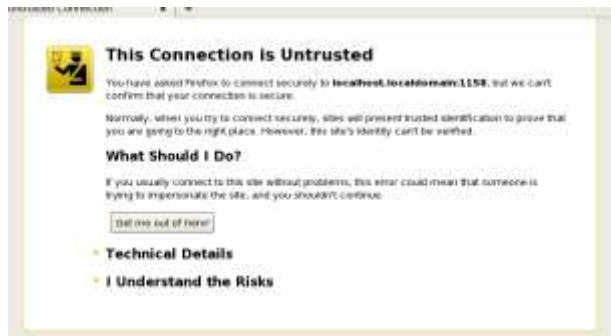 Untrusted Connection
This Connection is Untrusted
You have asked Firefox to connect securely to localhost.localdomain:1158, but we can't
confirm that your connection is secure.
Normally, when you try to connect securely, sites will present trusted identification to prove that
you are going to the right place. However, this site's identity can't be verified.
What Should I Do?
If you usually connect to this site without problems, this error could mean that someone is
trying to impersonate the site, and you shouldn't continue.
Get me out of here!
Technical Details
I Understand the Risks